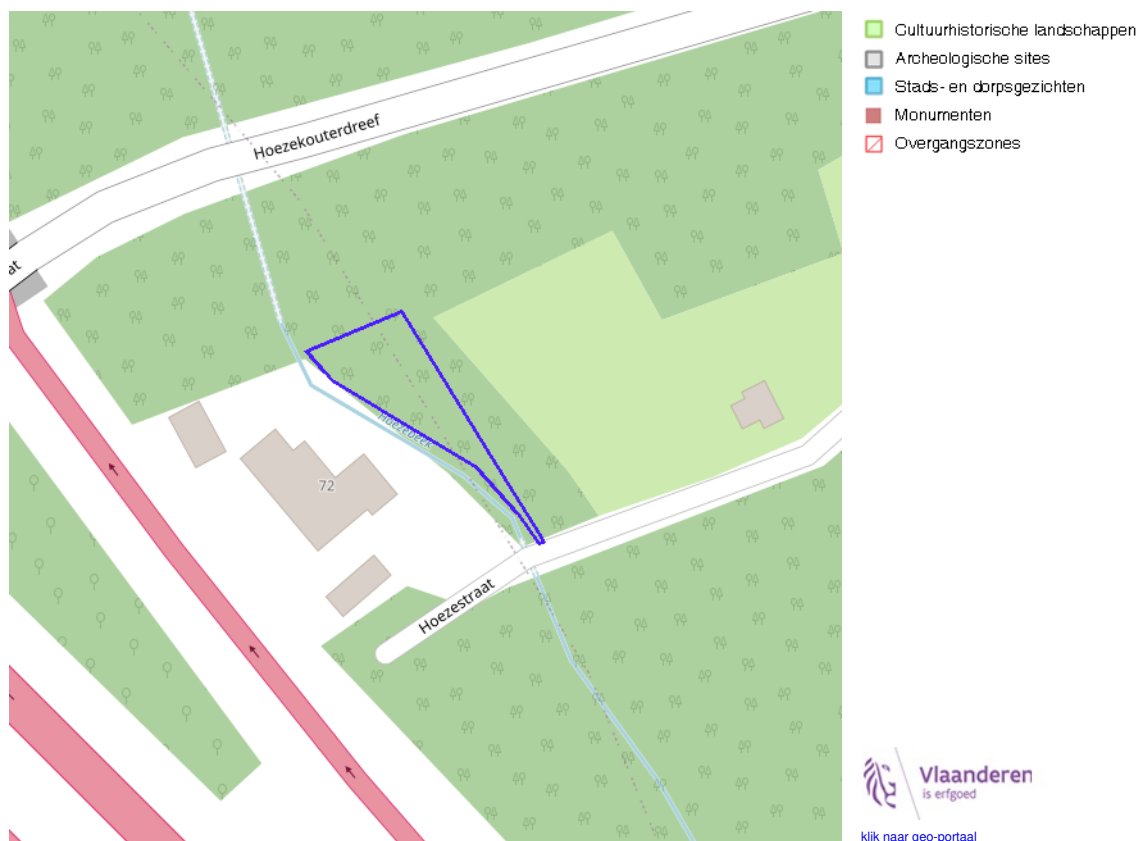 Hoezekouterdreef
at
Hoezebeek
72
Hoezestraat
Cultuurhistorische landschappen
Archeologische sites
Stads- en dorpsgezichten
Monumenten
Overgangszones
Vlaanderen
is erfgoed
klik naar geo-portaal